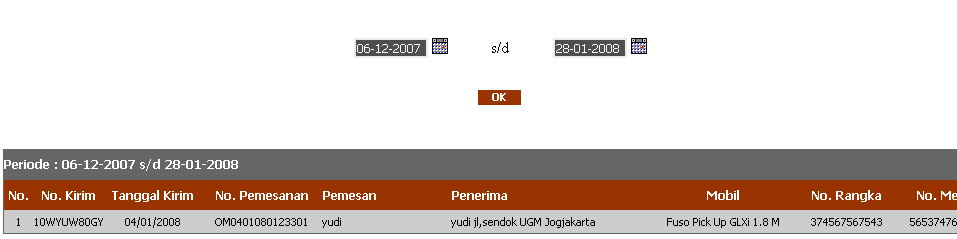 06-12-2007 s/d 28-01-2008
OK
Periode : 06-12-2007 s/d 28-01-2008
No. No. Kirim Tanggal Kirim No. Pemesanan Pemesan Penerima Mobil No. Rangka No. Me
1 10WYUW80GY 04/01/2008 OM0401080123301 yudi yudi jl,sendok UGM Jogjakarta Fuso Pick Up GLXi 1.8 M 374567567543 56537476